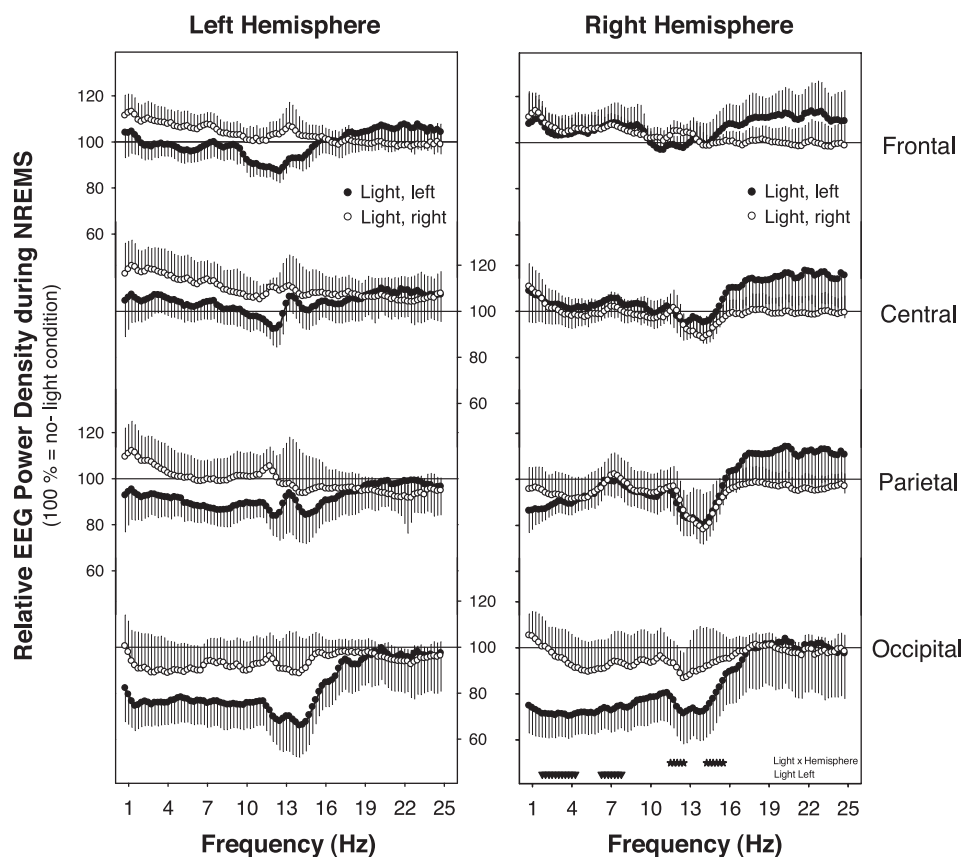 Left Hemisphere
Right Hemisphere
Relative EEG Power Density during NREMS
(100 % = no- light condition)
120
100
80
60
Light, left
Light, right
Light, left
Light, right
Frontal
120
100
80
60
Central
120
100
80
60
Parietal
120
100
80
60
Occipital
Light x Hemisphere
Light Left
1 4 7 10 13 16 19 22 25
1 4 7 10 13 16 19 22 25
Frequency (Hz)
Frequency (Hz)